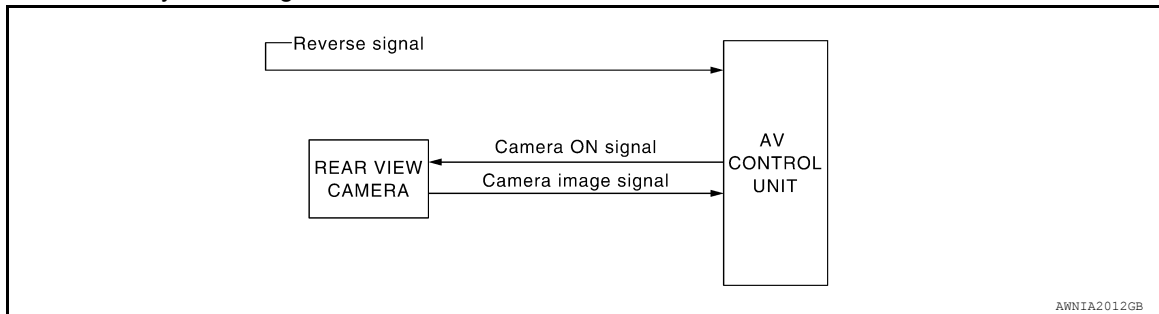 Reverse signal
Camera ON signal
Camera image signal
REAR VIEW
CAMERA
AV
CONTROL
UNIT
AWNIA2012GB